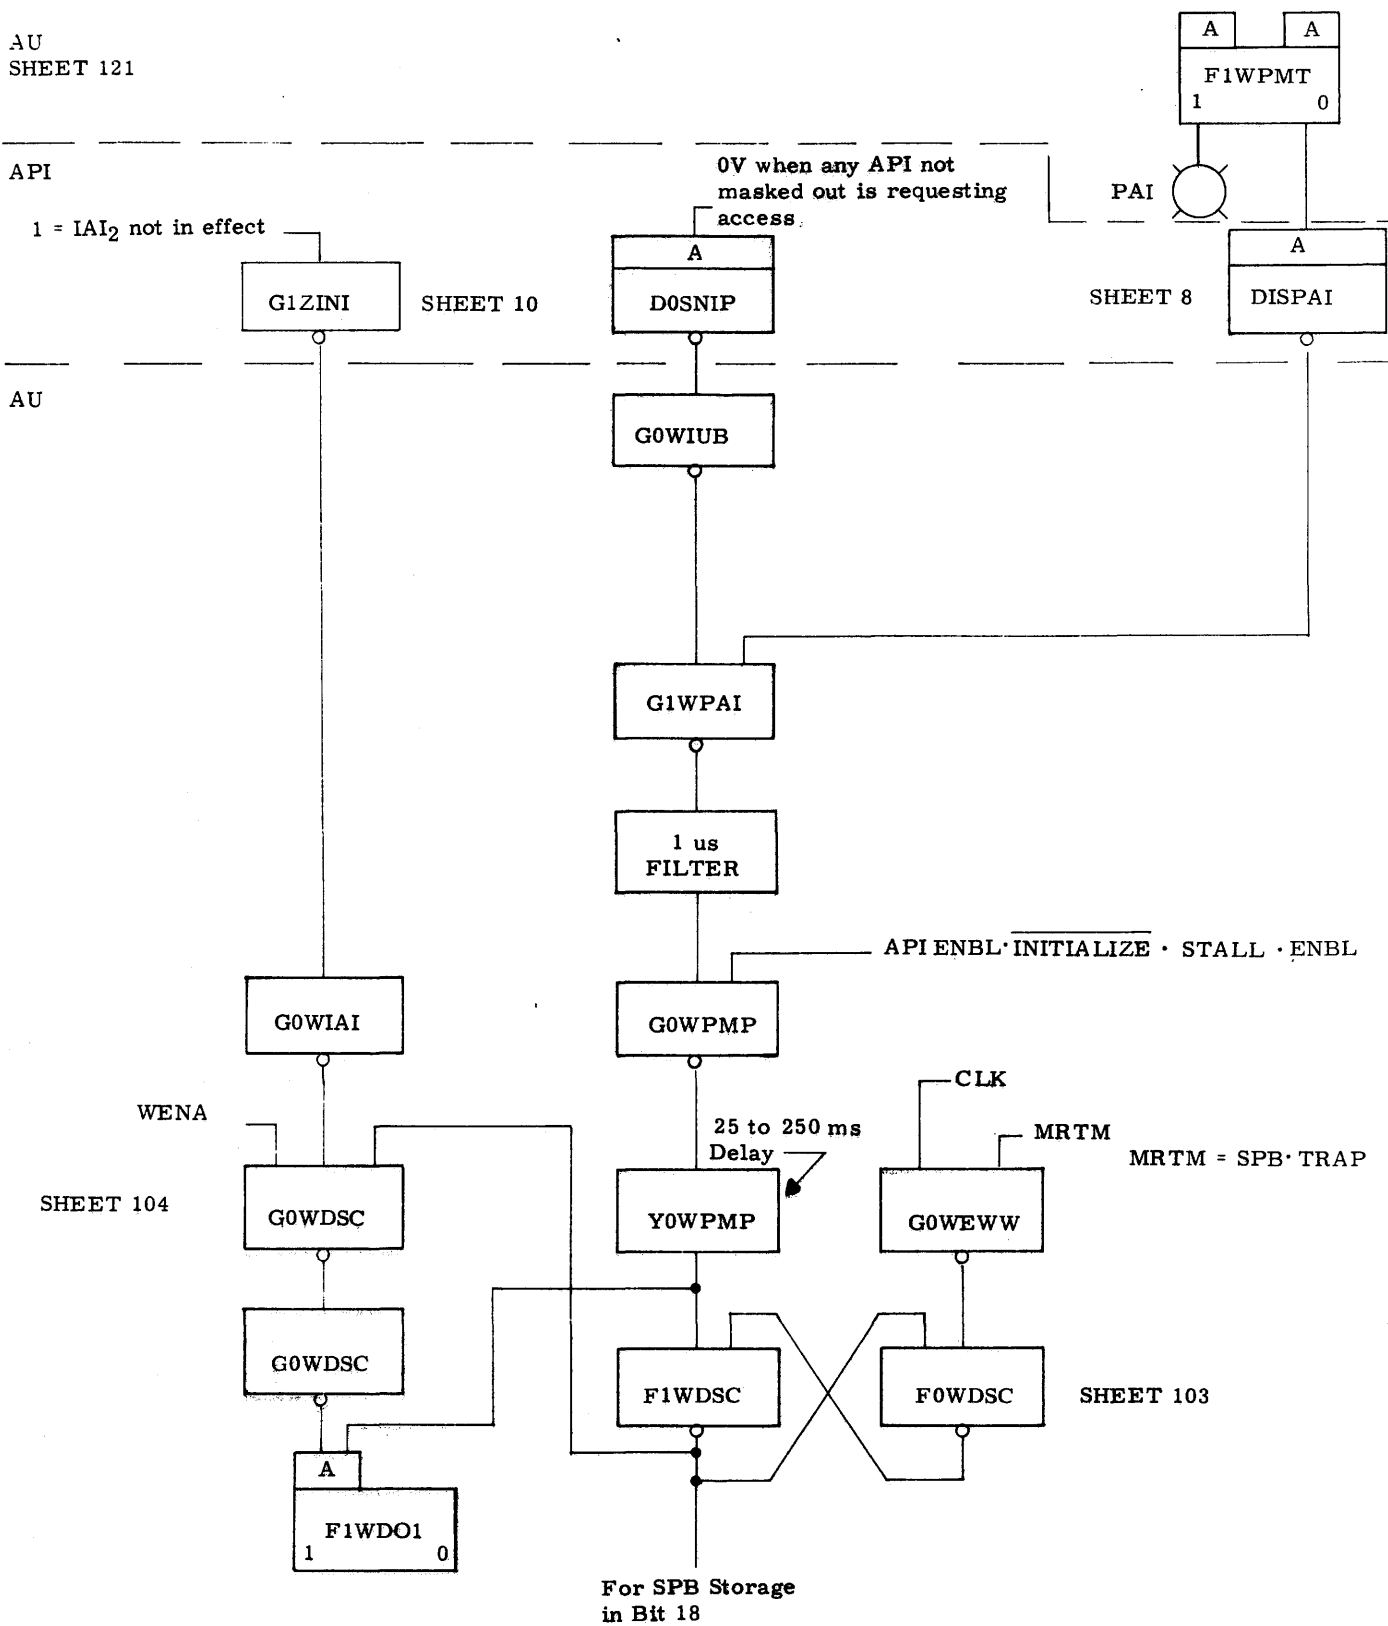 AU
SHEET 121
A A
F1WPMT
1 0
API
0V when any API not
masked out is requesting
access
PAI
1 = IAI2 not in effect
A
A
G1ZINI
SHEET 10
D0SNIP
SHEET 8
DISPAI
AU
G0WIUB
G1WPAI
1 us
FILTER
API ENBL·INITIALIZE · STALL · ENBL
G0WIAI
G0WPMP
CLK
WENA
25 to 250 ms
Delay
MRTM
MRTM = SPB·TRAP
SHEET 104
G0WDSC
Y0WPMP
G0WEWW
G0WDSC
F1WDSC
F0WDSC
SHEET 103
A
F1WDO1
1 0
For SPB Storage
in Bit 18